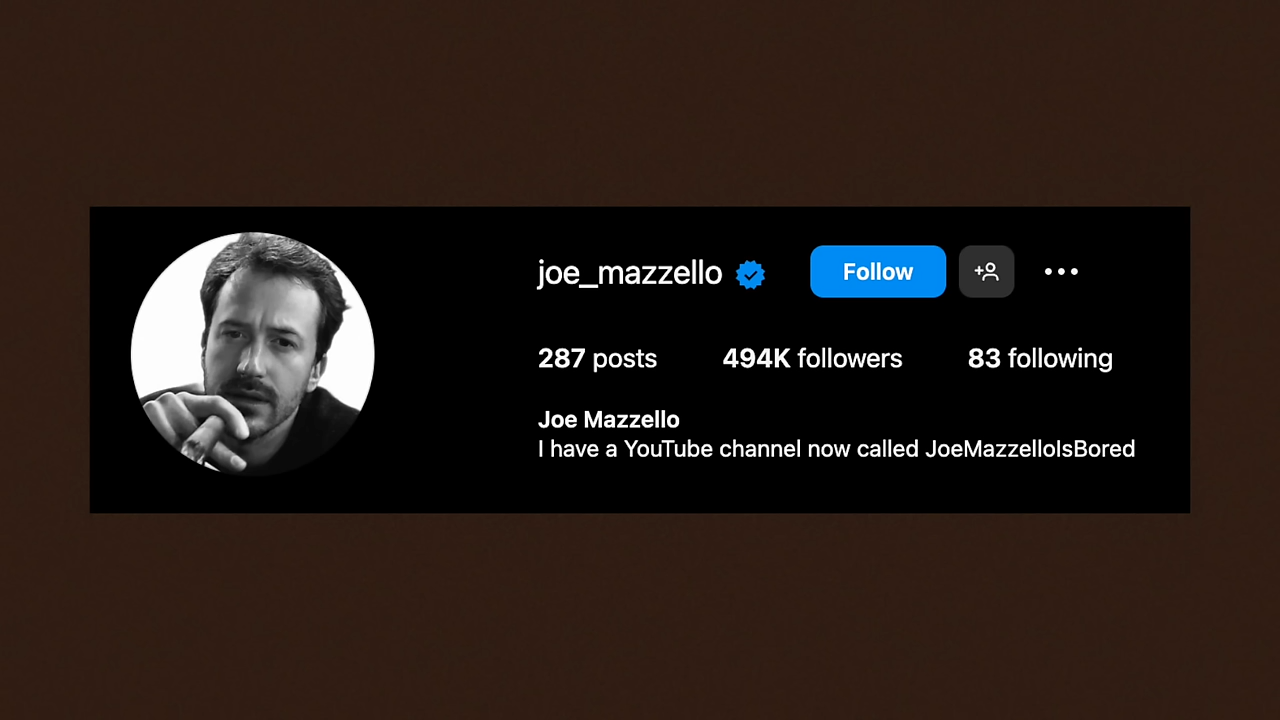 joe_mazzello Follow
287 posts 494K followers 83 following
Joe Mazzello
I have a YouTube channel now called JoeMazzelloIsBored